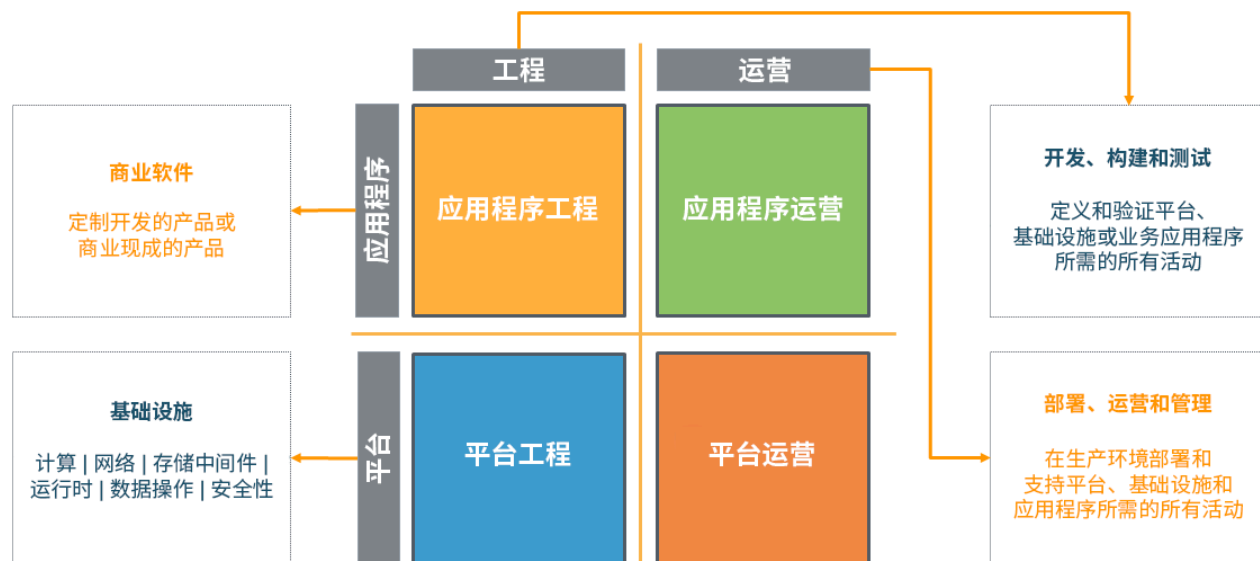 工程
运营
商业软件
定制开发的产品或
商业现成的产品
应用程序
应用程序工程
应用程序运营
开发、构建和测试
定义和验证平台、
基础设施或业务应用程序
所需的所有活动
基础设施
计算 | 网络 | 存储中间件 |
运行时 | 数据操作 | 安全性
平台
平台工程
平台运营
部署、运营和管理
在生产环境部署和
支持平台、基础设施和
应用程序所需的所有活动